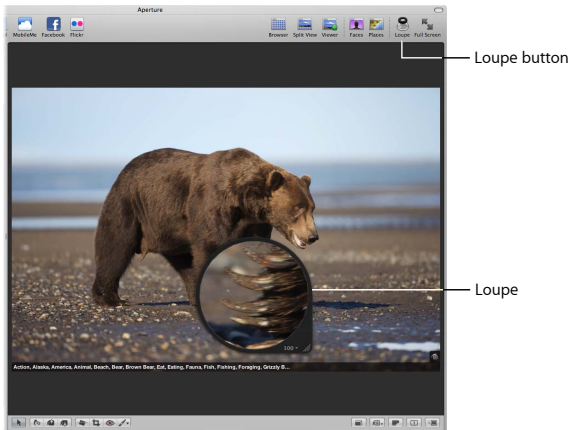 Aperture
MobileMe Facebook Flickr Browser Split View Viewer Faces Places Loupe Full Screen
Loupe button
Loupe
100
Action, Alaska, America, Animal, Beach, Bear, Brown Bear, Eat, Eating, Fauna, Fish, Fishing, Foraging, Grizzly B...